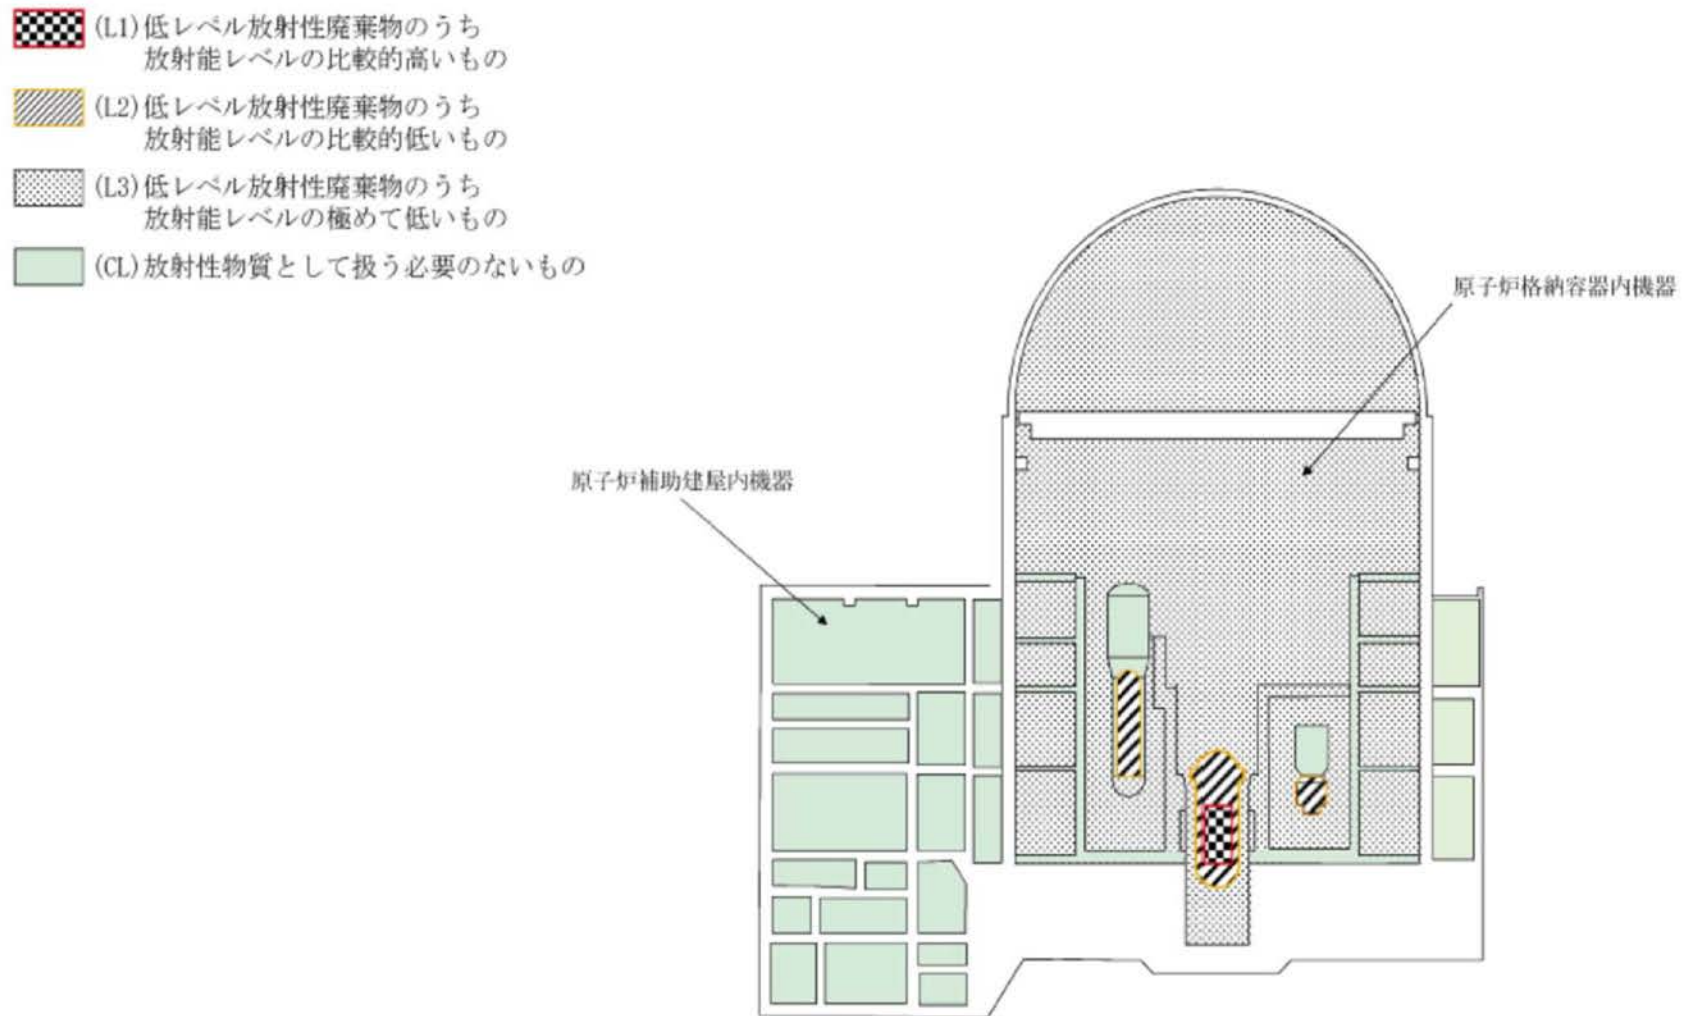 (L1)低レベル放射性廃棄物のうち
放射能レベルの比較的高いもの
(L2)低レベル放射性廃棄物のうち
放射能レベルの比較的低いもの
(L3)低レベル放射性廃棄物のうち
放射能レベルの極めて低いもの
(CL)放射性物質として扱う必要のないもの
原子炉格納容器内機器
原子炉補助建屋内機器